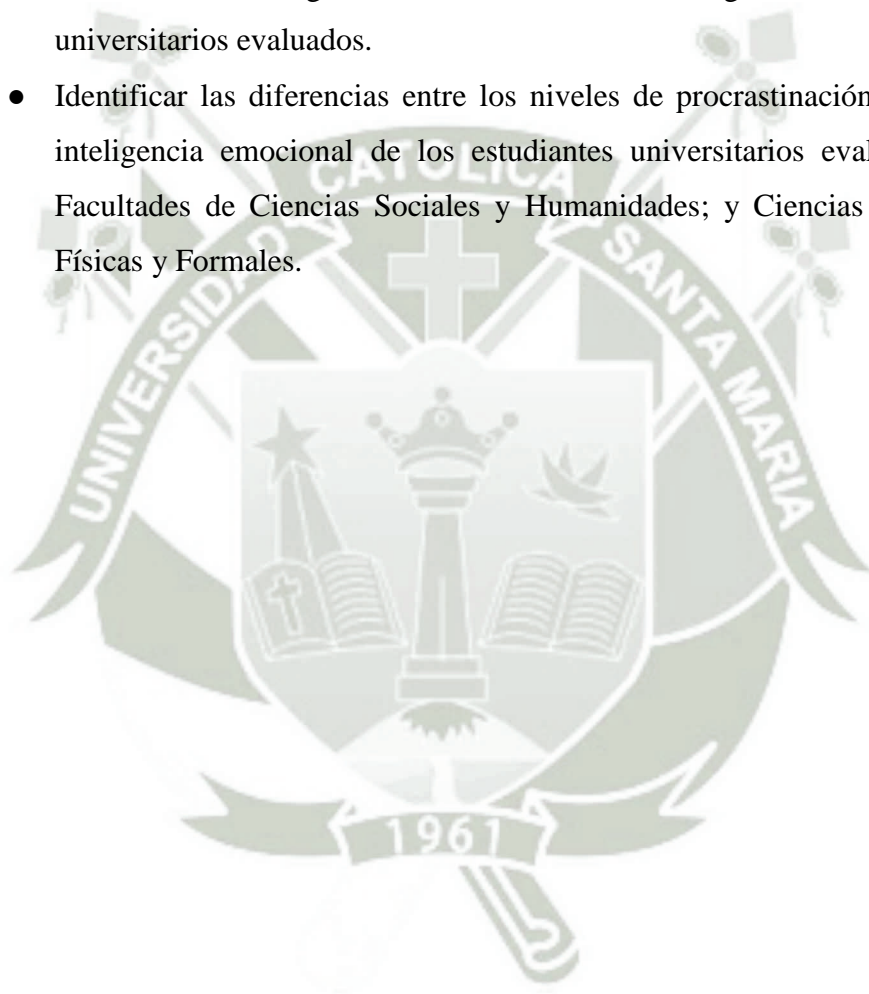 universitarios evaluados.
● Identificar las diferencias entre los niveles de procrastinación
inteligencia emocional de los estudiantes universitarios eval
Facultades de Ciencias Sociales y Humanidades; y Ciencias
Físicas y Formales.
UNIVERSIDAD CATOLICA SANTA MARIA
1961